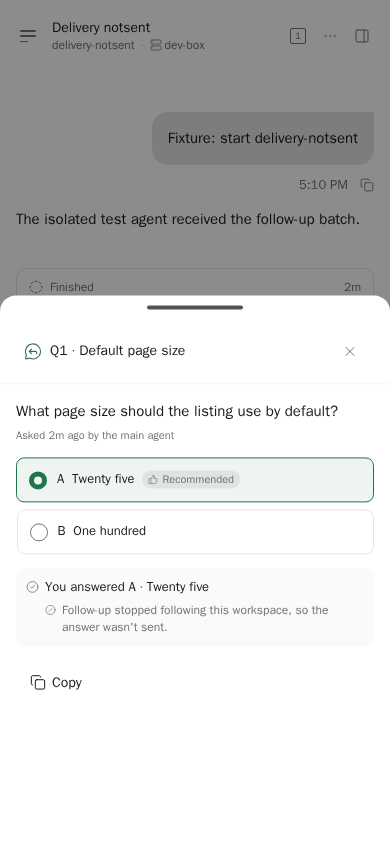 Delivery notsent
delivery-notsent · dev-box
1
Fixture: start delivery-notsent
5:10 PM
The isolated test agent received the follow-up batch.
Finished 2m
Q1 · Default page size
What page size should the listing use by default?
Asked 2m ago by the main agent
A Twenty five Recommended
B One hundred
You answered A · Twenty five
Follow-up stopped following this workspace, so the
answer wasn't sent.
Copy